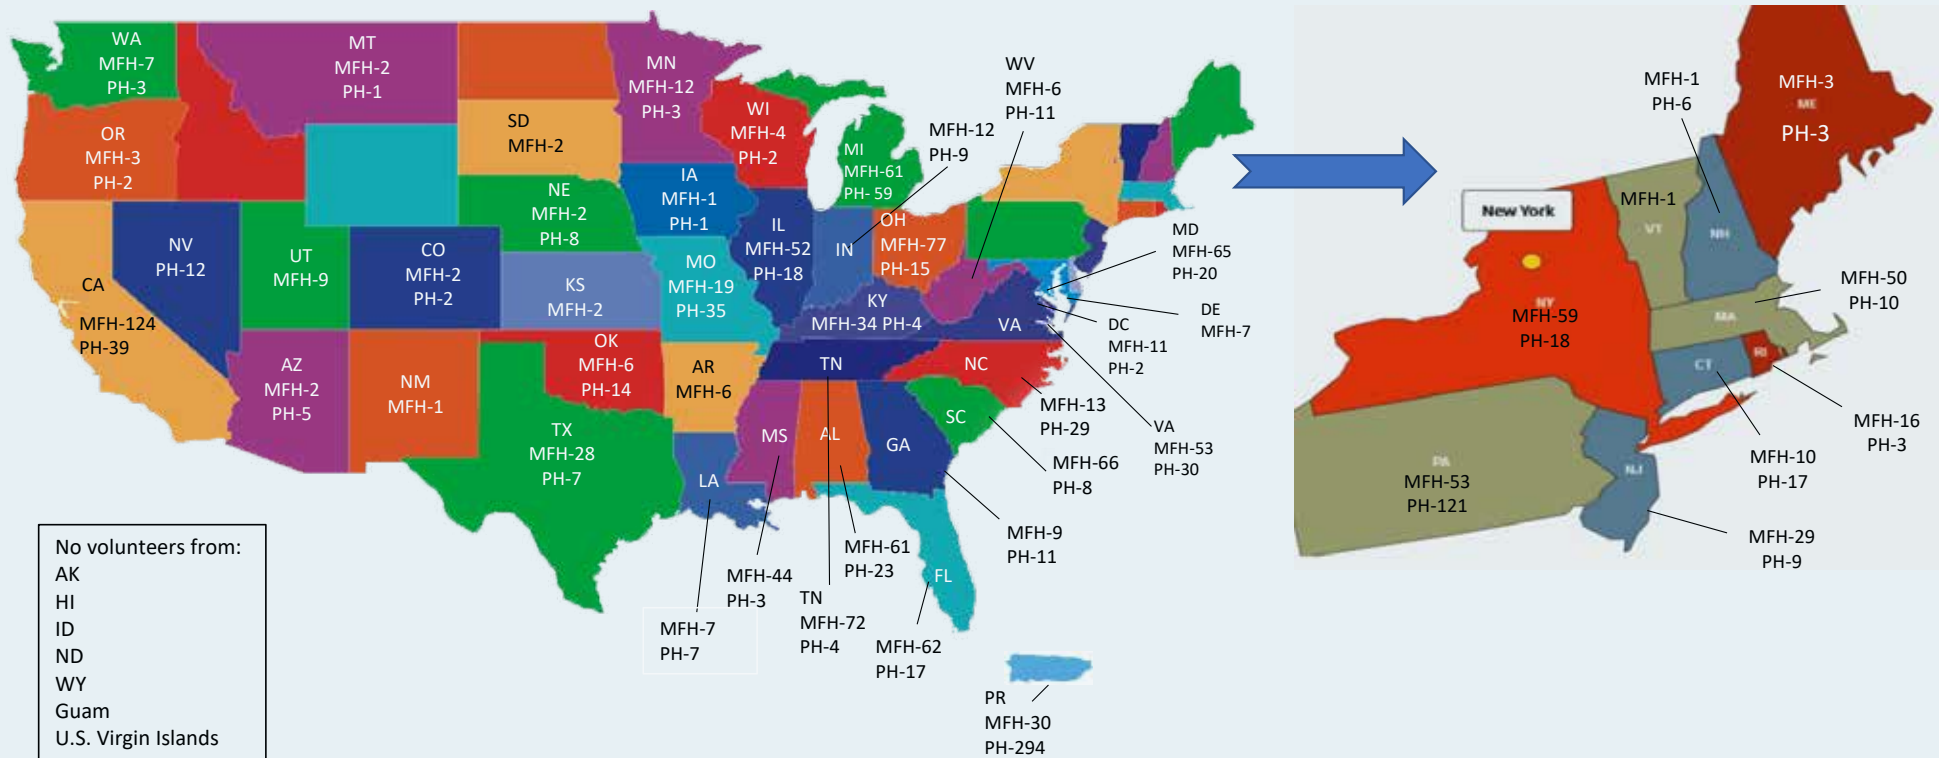 WA
MFH-7
PH-3
MT
MFH-2
PH-1
MN
MFH-12
PH-3
WI
MFH-4
PH-2
WV
MFH-6
PH-11
MFH-12
PH-9
OR
MFH-3
PH-2
SD
MFH-2
MI
MFH-61
PH- 59
IA
MFH-1
PH-1
NE
MFH-2
PH-8
IL
MFH-52
PH-18
IN
OH
MFH-77
PH-15
NV
PH-12
UT
MFH-9
CO
MFH-2
PH-2
KS
MFH-2
MO
MFH-19
PH-35
KY
MFH-34 PH-4
VA
MD
MFH-65
PH-20
DE
MFH-7
DC
MFH-11
PH-2
CA
MFH-124
PH-39
AZ
MFH-2
PH-5
NM
MFH-1
OK
MFH-6
PH-14
AR
MFH-6
TN
NC
MFH-13
PH-29
VA
MFH-53
PH-30
TX
MFH-28
PH-7
LA
MS
AL
GA
SC
MFH-66
PH-8
MFH-9
PH-11
FL
MFH-7
PH-7
MFH-44
PH-3
TN
MFH-72
PH-4
MFH-61
PH-23
MFH-62
PH-17
PR
MFH-30
PH-294
No volunteers from:
AK
HI
ID
ND
WY
Guam
U.S. Virgin Islands
MFH-1
PH-6
MFH-3
ME
PH-3
New York
MFH-1
VT
NH
MFH-50
PH-10
NY
MFH-59
PH-18
MA
CT
RI
MFH-16
PH-3
MFH-10
PH-17
PA
MFH-53
PH-121
NJ
MFH-29
PH-9